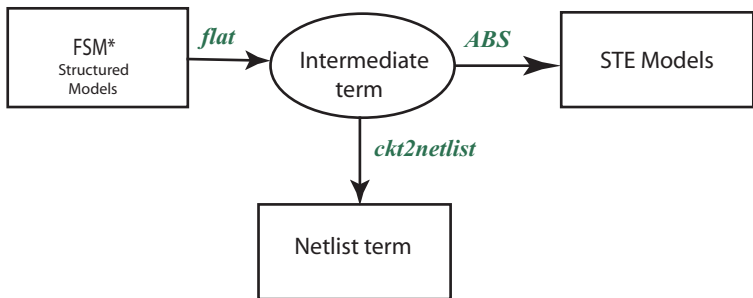 FSM*
Structured
Models
flat
Intermediate
term
ABS
STE Models
ckt2netlist
Netlist term